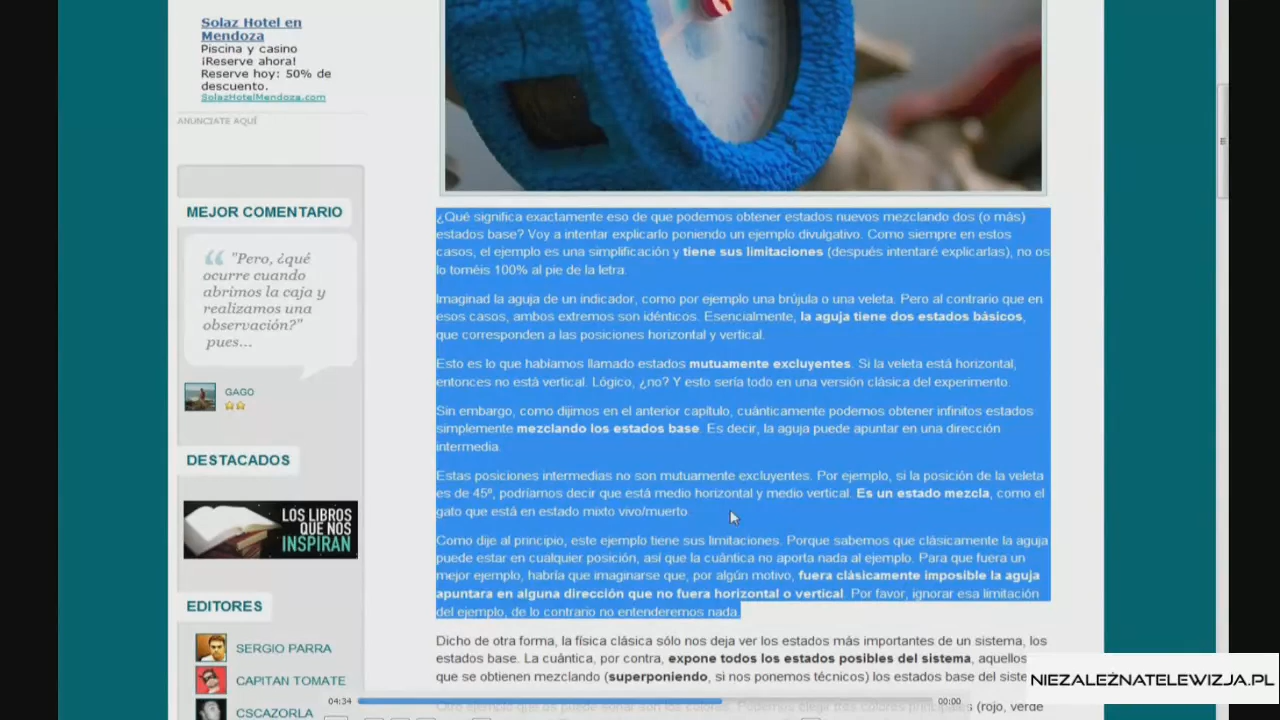 Solaz Hotel en
Mendoza
Piscina y casino
¡Reserve ahora!
Reserve hoy: 50% de
descuento.
SolazHotelMendoza.com
ANUNCIATE AQUÍ
MEJOR COMENTARIO
"Pero, ¿qué
ocurre cuando
abrimos la caja y
realizamos una
observación?"
pues...
GAGO
DESTACADOS
LOS LIBROS
QUE NOS
INSPIRAN
EDITORES
SERGIO PARRA
CAPITAN TOMATE
CSCAZORLA
¿Qué significa exactamente eso de que podemos obtener estados nuevos mezclando dos (o más)
estados base? Voy a intentar explicarlo poniendo un ejemplo divulgativo. Como siempre en estos
casos, el ejemplo es una simplificación y tiene sus limitaciones (después intentaré explicarlas), no os
lo toméis 100% al pie de la letra.
Imaginad la aguja de un indicador, como por ejemplo una brújula o una veleta. Pero al contrario que en
esos casos, ambos extremos son idénticos. Esencialmente, la aguja tiene dos estados básicos,
que corresponden a las posiciones horizontal y vertical.
Esto es lo que habíamos llamado estados mutuamente excluyentes. Si la veleta está horizontal,
entonces no está vertical. Lógico, ¿no? Y esto sería todo en una versión clásica del experimento.
Sin embargo, como dijimos en el anterior capítulo, cuánticamente podemos obtener infinitos estados
simplemente mezclando los estados base. Es decir, la aguja puede apuntar en una dirección
intermedia.
Estas posiciones intermedias no son mutuamente excluyentes. Por ejemplo, si la posición de la veleta
es de 45º, podríamos decir que está medio horizontal y medio vertical. Es un estado mezcla, como el
gato que está en estado mixto vivo/muerto.
Como dije al principio, este ejemplo tiene sus limitaciones. Porque sabemos que clásicamente la aguja
puede estar en cualquier posición, así que la cuántica no aporta nada al ejemplo. Para que fuera un
mejor ejemplo, habría que imaginarse que, por algún motivo, fuera clásicamente imposible la aguja
apuntara en alguna dirección que no fuera horizontal o vertical. Por favor, ignorar esa limitación
del ejemplo, de lo contrario no entenderemos nada.
Dicho de otra forma, la física clásica sólo nos deja ver los estados más importantes de un sistema, los
estados base. La cuántica, por contra, expone todos los estados posibles del sistema, aquellos
que se obtienen mezclando (superponiendo, si nos ponemos técnicos) los estados base del
NIEZALEŻNATELEWIZJA.PL
04:34
00:00
(rojo, verde